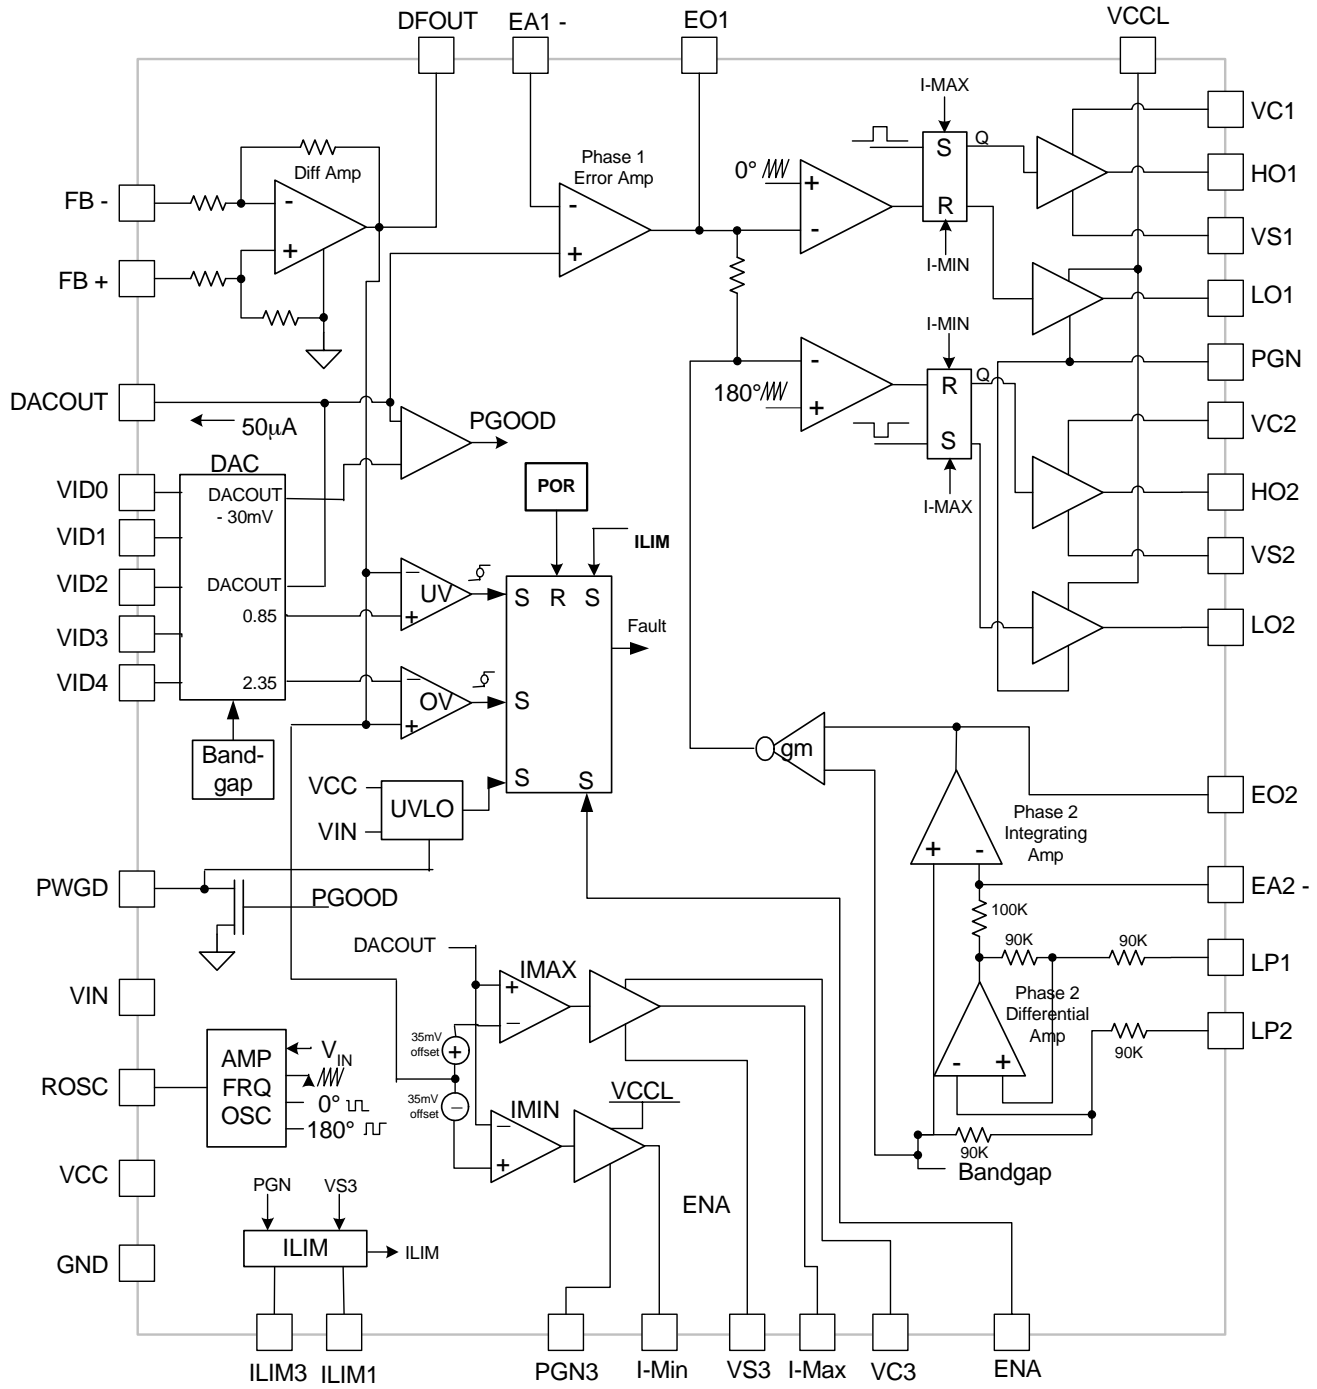 DFOUT
EA1 -
EO1
VCCL
I-MAX
VC1
S
Q
Phase 1
Error Amp
Diff Amp
0°
FB -
-
+
HO1
-
+
+
-
R
VS1
I-MIN
FB +
LO1
I-MIN
PGN
-
+
R
Q
180°
DACOUT
50µA
PGOOD
VC2
S
I-MAX
DAC
VID0
DACOUT
- 30mV
POR
HO2
VID1
ILIM
VS2
VID2
DACOUT
–
UV
+
S
R
S
0.85
VID3
Fault
LO2
VID4
2.35
–
OV
+
S
Band-
gap
gm
VCC
VIN
UVLO
S
S
EO2
Phase 2
Integrating
Amp
+
-
PWGD
PGOOD
EA2 -
100K
DACOUT
90K
90K
LP1
IMAX
+
–
VIN
Phase 2
Differential
Amp
LP2
90K
35mV
offset
+
-
+
AMP
FRQ
OSC
V IN
0°
180°
ROSC
35mV
offset
–
VCCL
IMIN
–
+
90K
Bandgap
VCC
PGN
VS3
ENA
ILIM
ILIM
GND
ILIM3
ILIM1
PGN3
I-Min
VS3
I-Max
VC3
ENA